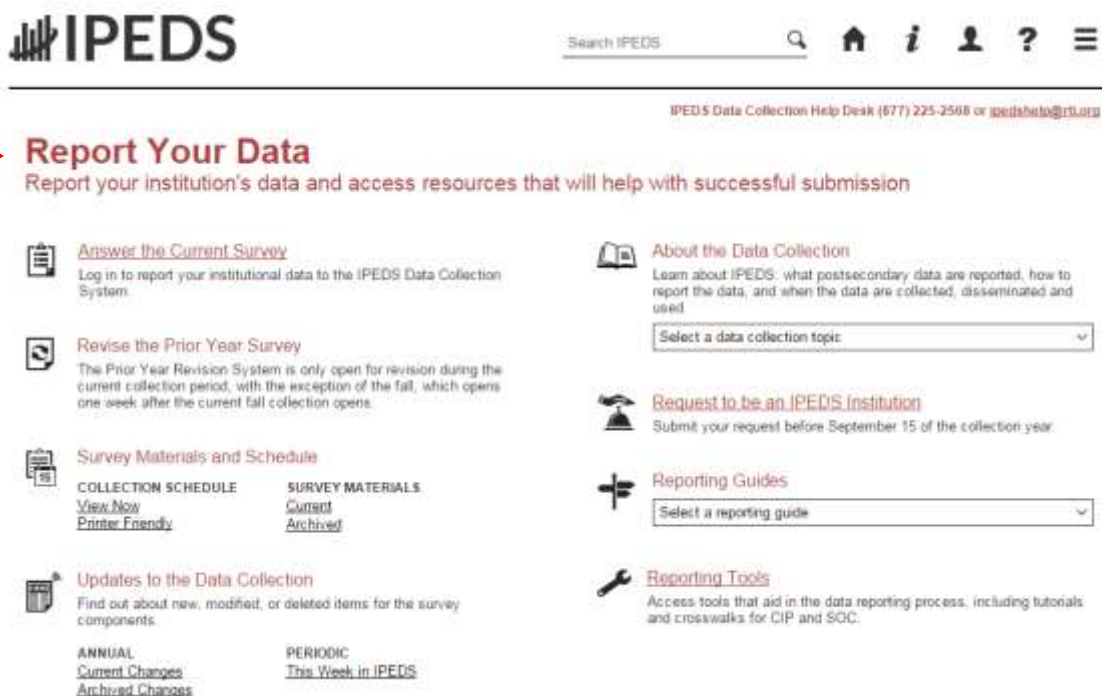 IPEDS
Search IPEDS
IPEDS Data Collection Help Desk (877) 225-2568 or ipedshelp@rti.org
Report Your Data
Report your institution's data and access resources that will help with successful submission
Answer the Current Survey
Log in to report your institutional data to the IPEDS Data Collection
System.
Revise the Prior Year Survey
The Prior Year Revision System is only open for revision during the
current collection period, with the exception of the fall, which opens
one week after the current fall collection opens.
Survey Materials and Schedule
COLLECTION SCHEDULE
View Now
Printer Friendly
SURVEY MATERIALS
Current
Archived
Updates to the Data Collection
Find out about new, modified, or deleted items for the survey
components.
ANNUAL
Current Changes
Archived Changes
PERIODIC
This Week in IPEDS
About the Data Collection
Learn about IPEDS: what postsecondary data are reported, how to
report the data, and when the data are collected, disseminated and
used
Select a data collection topic
Request to be an IPEDS Institution
Submit your request before September 15 of the collection year.
Reporting Guides
Select a reporting guide
Reporting Tools
Access tools that aid in the data reporting process, including tutorials
and crosswalks for CIP and SOC.